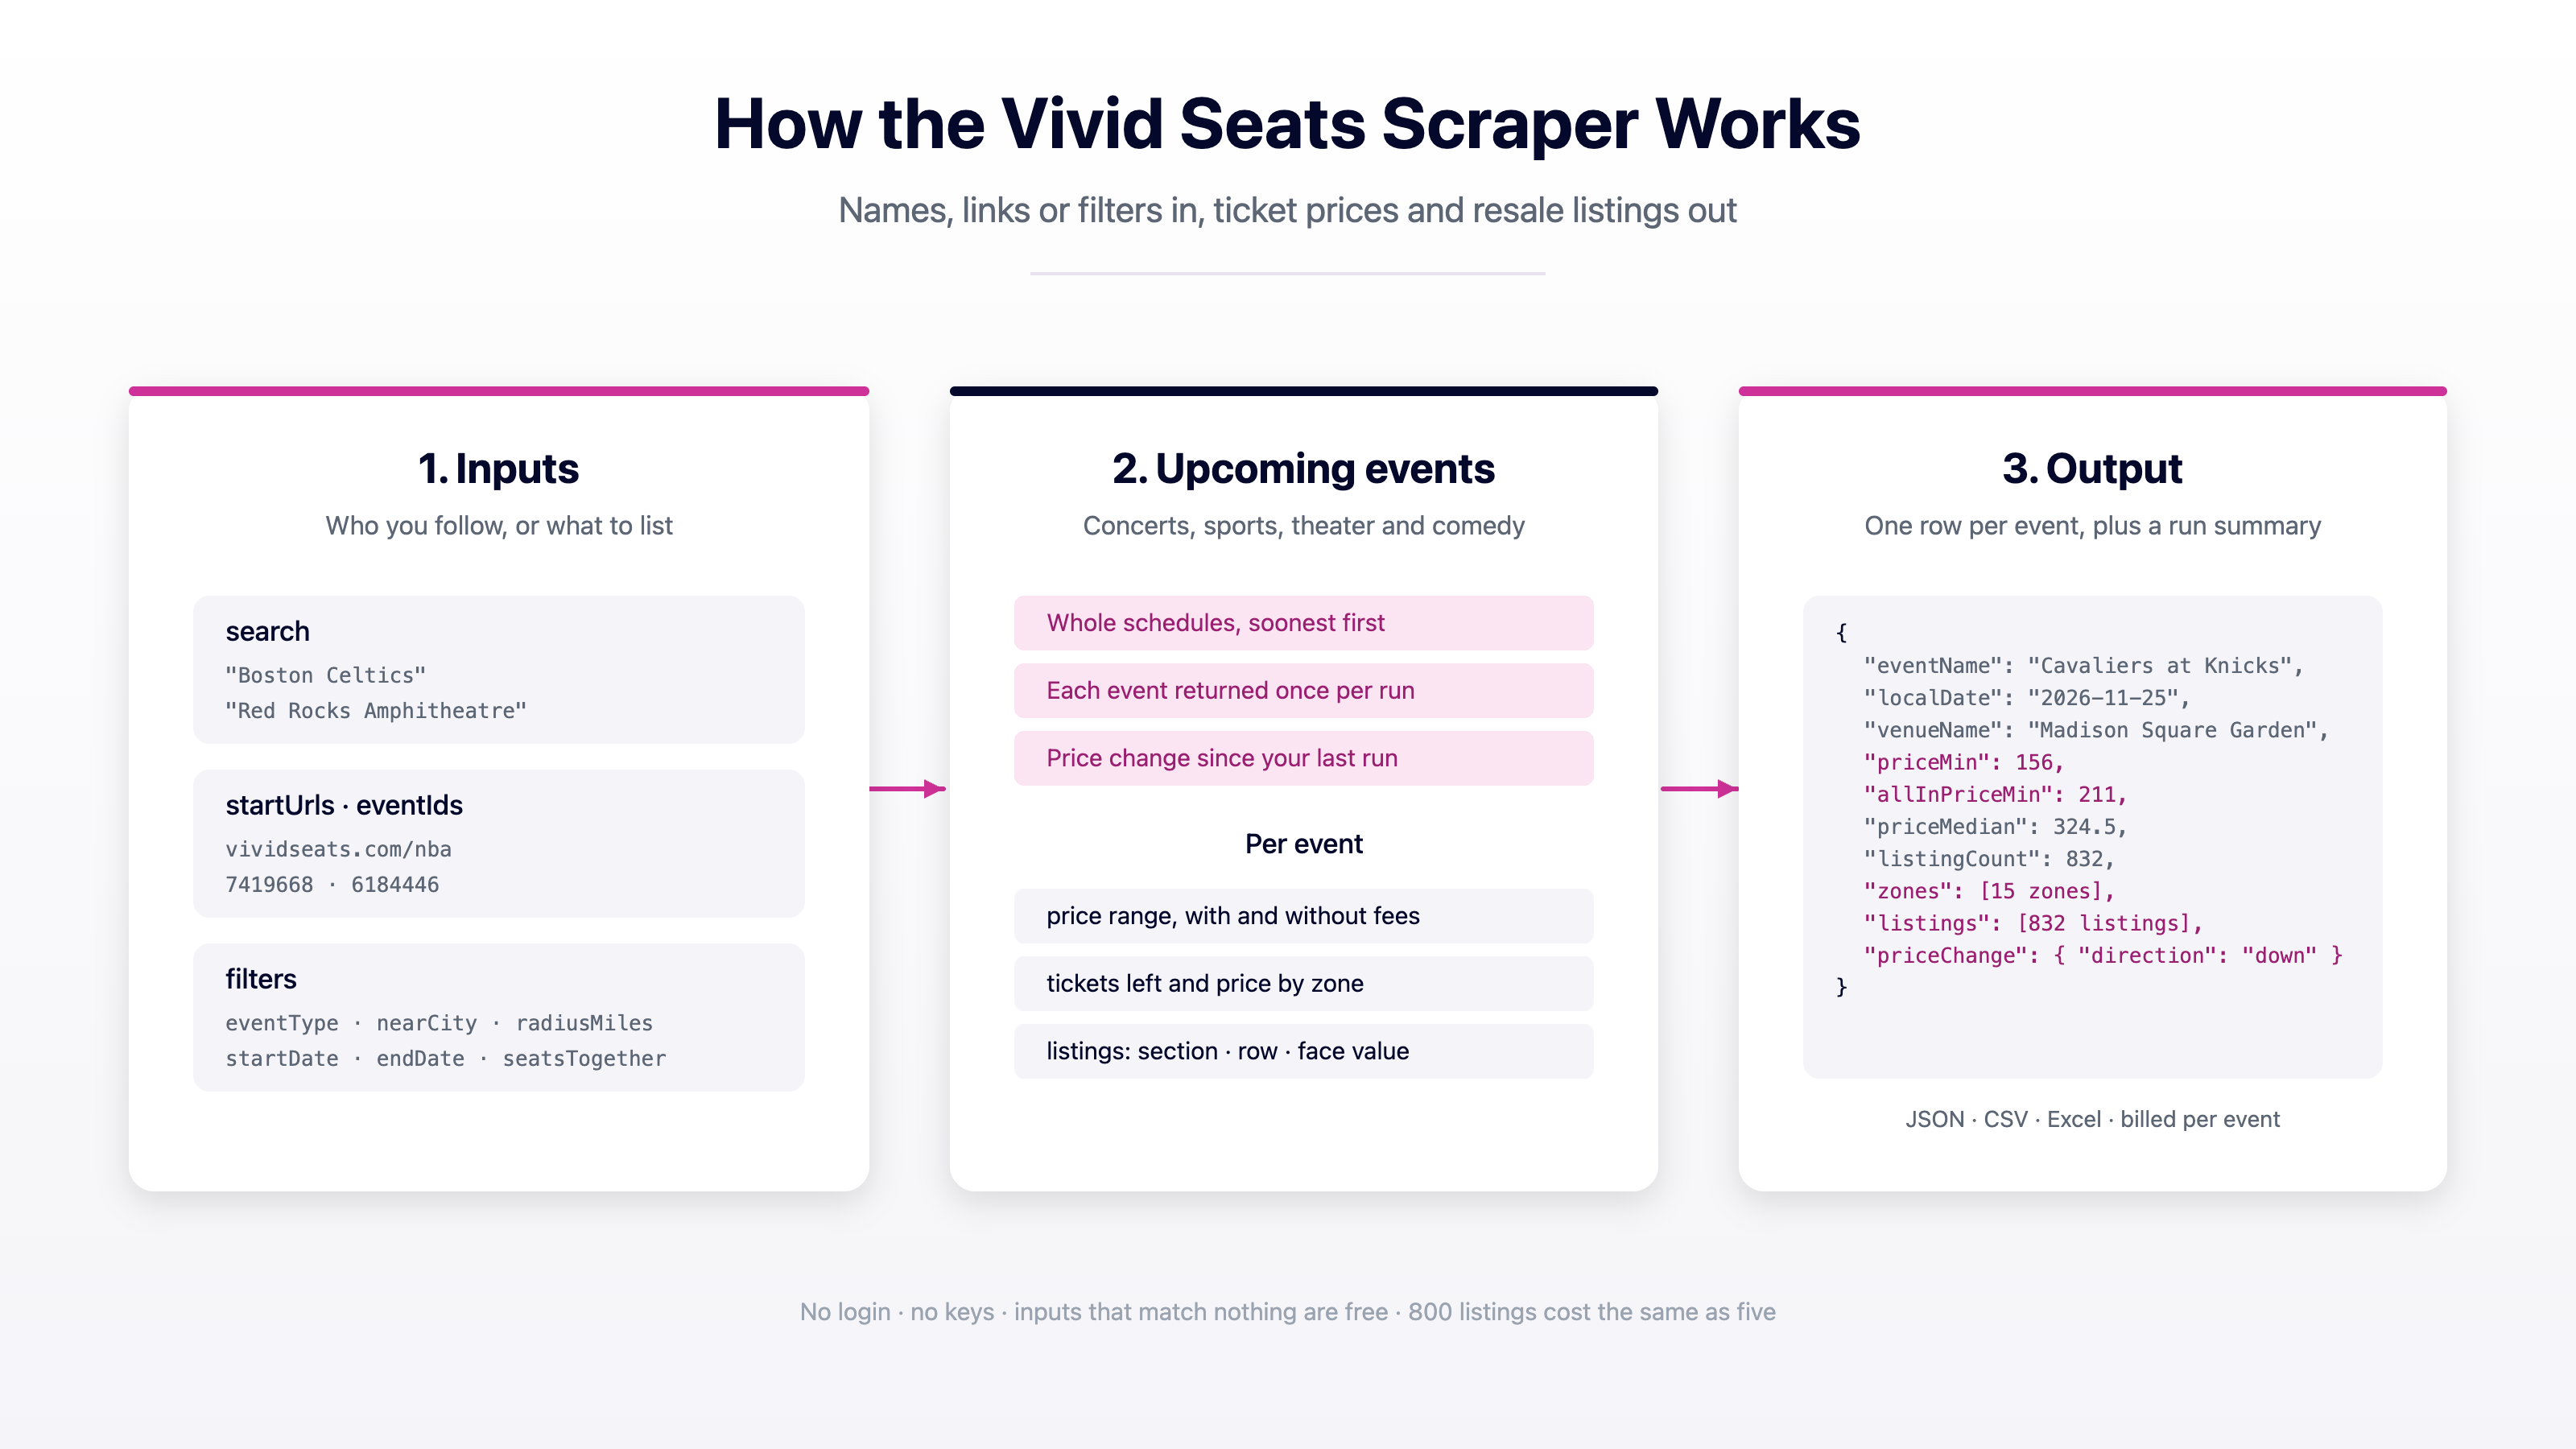 How the Vivid Seats Scraper Works
Names, links or filters in, ticket prices and resale listings out
1. Inputs
Who you follow, or what to list
search
"Boston Celtics"
"Red Rocks Amphitheatre"
startUrls · eventIds
vividseats.com/nba
7419668 · 6184446
filters
eventType · nearCity · radiusMiles
startDate · endDate · seatsTogether
2. Upcoming events
Concerts, sports, theater and comedy
Whole schedules, soonest first
Each event returned once per run
Price change since your last run
Per event
price range, with and without fees
tickets left and price by zone
listings: section · row · face value
3. Output
One row per event, plus a run summary
{
"eventName": "Cavaliers at Knicks",
"localDate": "2026-11-25",
"venueName": "Madison Square Garden",
"priceMin": 156,
"allInPriceMin": 211,
"priceMedian": 324.5,
"listingCount": 832,
"zones": [15 zones],
"listings": [832 listings],
"priceChange": { "direction": "down" }
}
JSON · CSV · Excel · billed per event
No login · no keys · inputs that match nothing are free · 800 listings cost the same as five